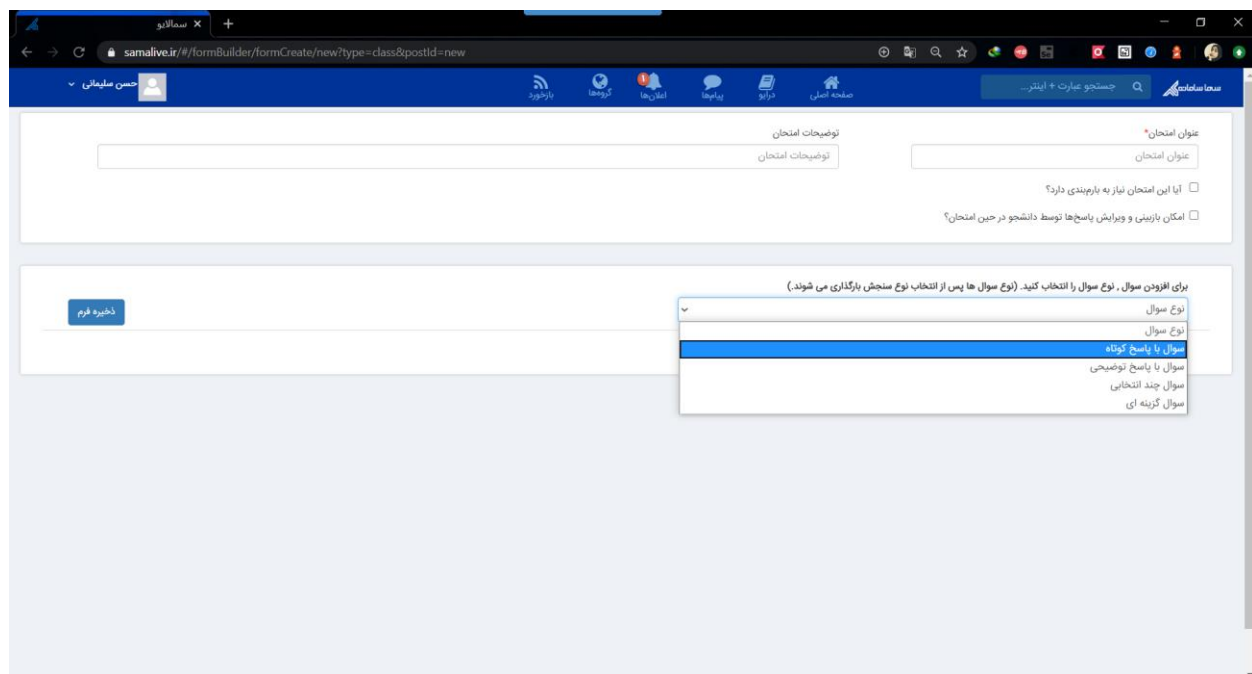 سمالایو
samalive.ir/#/formBuilder/formCreate/new?type=class&postId=new
سما سامانه
جستجو عبارت + اینتر...
صفحه اصلی
درایو
پیام‌ها
اعلان‌ها
1
گروه‌ها
بازخورد
حسن سلیمانی
عنوان امتحان*
توضیحات امتحان
عنوان امتحان
توضیحات امتحان
آیا این امتحان نیاز به بارم‌بندی دارد؟
امکان بازبینی و ویرایش پاسخ‌ها توسط دانشجو در حین امتحان؟
برای افزودن سوال , نوع سوال را انتخاب کنید. (نوع سوال ها پس از انتخاب نوع سنجش بارگذاری می شوند.)
نوع سوال
ذخیره فرم
نوع سوال
سوال با پاسخ کوتاه
سوال با پاسخ توضیحی
سوال چند انتخابی
سوال گزینه ای